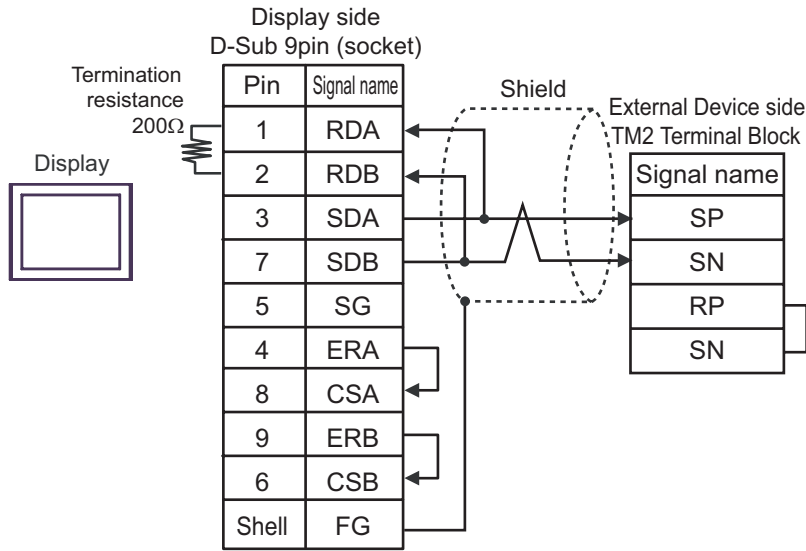 Display side
D-Sub 9pin (socket)
Termination
resistance
200Ω
Display
Pin Signal name
1 RDA
2 RDB
3 SDA
7 SDB
5 SG
4 ERA
8 CSA
9 ERB
6 CSB
Shell FG
Shield
External Device side
TM2 Terminal Block
Signal name
SP
SN
RP
SN